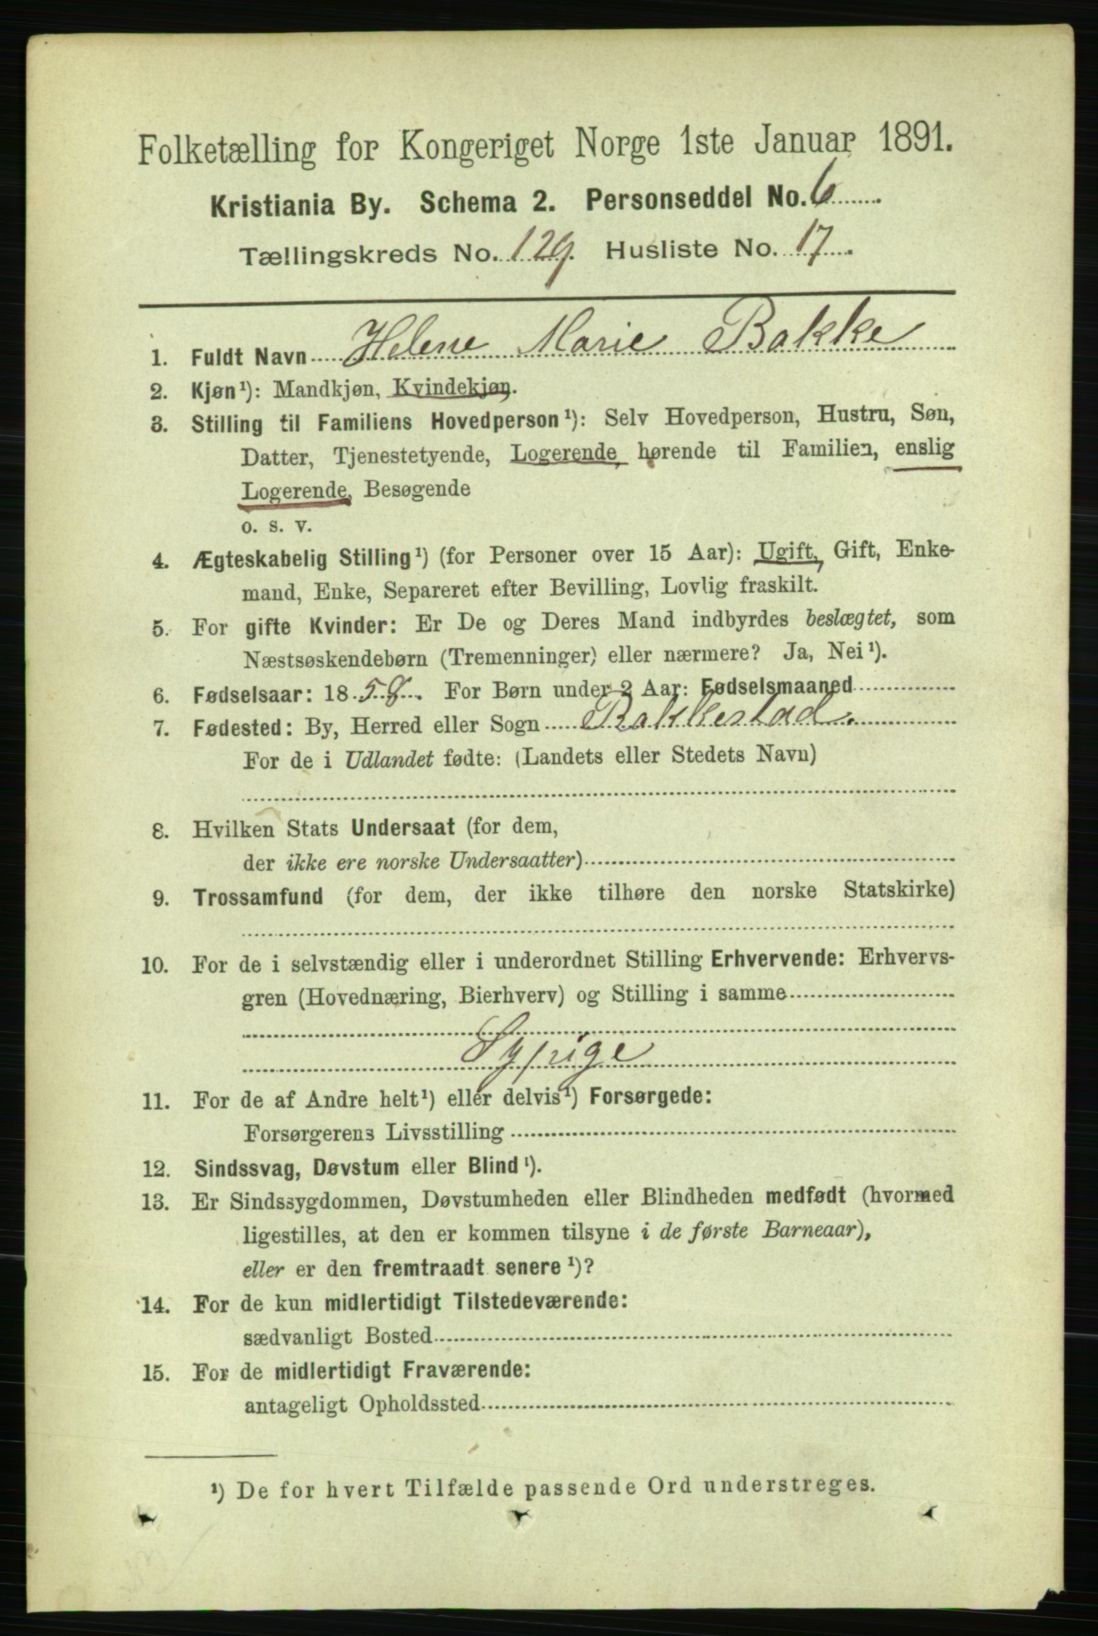 Folketælling for Kongeriget Norge 1ste Januar 1891.
Kristiania By. Schema 2. Personseddel No. 6
Tællingskreds No. 129. Husliste No. 17.
1. Fuldt Navn Helene Marie Bakke
2. Kjøn¹): Mandkjøn, Kvindekjøn.
3. Stilling til Familiens Hovedperson¹): Selv Hovedperson, Hustru, Søn,
Datter, Tjenestetyende, Logerende hørende til Familien, enslig
Logerende, Besøgende
o. s. v.
4. Ægteskabelig Stilling¹) (for Personer over 15 Aar): Ugift, Gift, Enke-
mand, Enke, Separeret efter Bevilling, Lovlig fraskilt.
5. For gifte Kvinder: Er De og Deres Mand indbyrdes beslægtet, som
Næstsøskendebørn (Tremenninger) eller nærmere? Ja, Nei¹).
6. Fødselsaar: 1858. For Børn under 2 Aar: Fødselsmaaned
7. Fødested: By, Herred eller Sogn Bakkestad.
For de i Udlandet fødte: (Landets eller Stedets Navn)
8. Hvilken Stats Undersaat (for dem,
der ikke ere norske Undersaatter)
9. Trossamfund (for dem, der ikke tilhøre den norske Statskirke)
10. For de i selvstændig eller i underordnet Stilling Erhvervende: Erhvervs-
gren (Hovednæring, Bierhverv) og Stilling i samme
Sypige
11. For de af Andre helt¹) eller delvis¹) Forsørgede:
Forsørgerens Livsstilling
12. Sindssvag, Døvstum eller Blind¹).
13. Er Sindssygdommen, Døvstumheden eller Blindheden medfødt (hvormed
ligestilles, at den er kommen tilsyne i de første Barneaar),
eller er den fremtraadt senere¹)?
14. For de kun midlertidigt Tilstedeværende:
sædvanligt Bosted
15. For de midlertidigt Fraværende:
antageligt Opholdssted
¹) De for hvert Tilfælde passende Ord understreges.